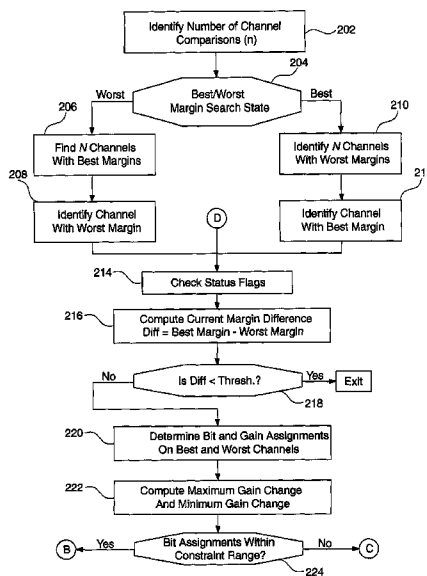 Identify Number of Channel
Comparisons (n)
202
204
Best/Worst
Margin Search State
Worst
Best
206
210
Find N Channels
With Best Margins
Identify N Channels
With Worst Margins
208
21
Identify Channel
With Worst Margin
D
Identify Channel
With Best Margin
214
Check Status Flags
216
Compute Current Margin Difference
Diff = Best Margin - Worst Margin
No
Is Diff < Thresh.?
Yes
Exit
218
220
Determine Bit and Gain Assignments
On Best and Worst Channels
222
Compute Maximum Gain Change
And Minimum Gain Change
B
Yes
Bit Assignments Within
Constraint Range?
No
C
224